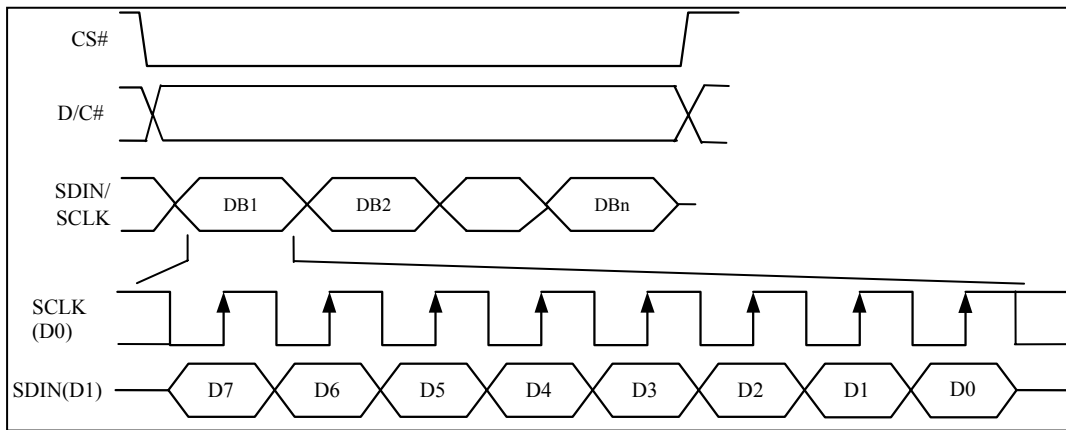 CS#
D/C#
SDIN/
SCLK
DB1 DB2 DBn
SCLK
(D0)
SDIN(D1) D7 D6 D5 D4 D3 D2 D1 D0